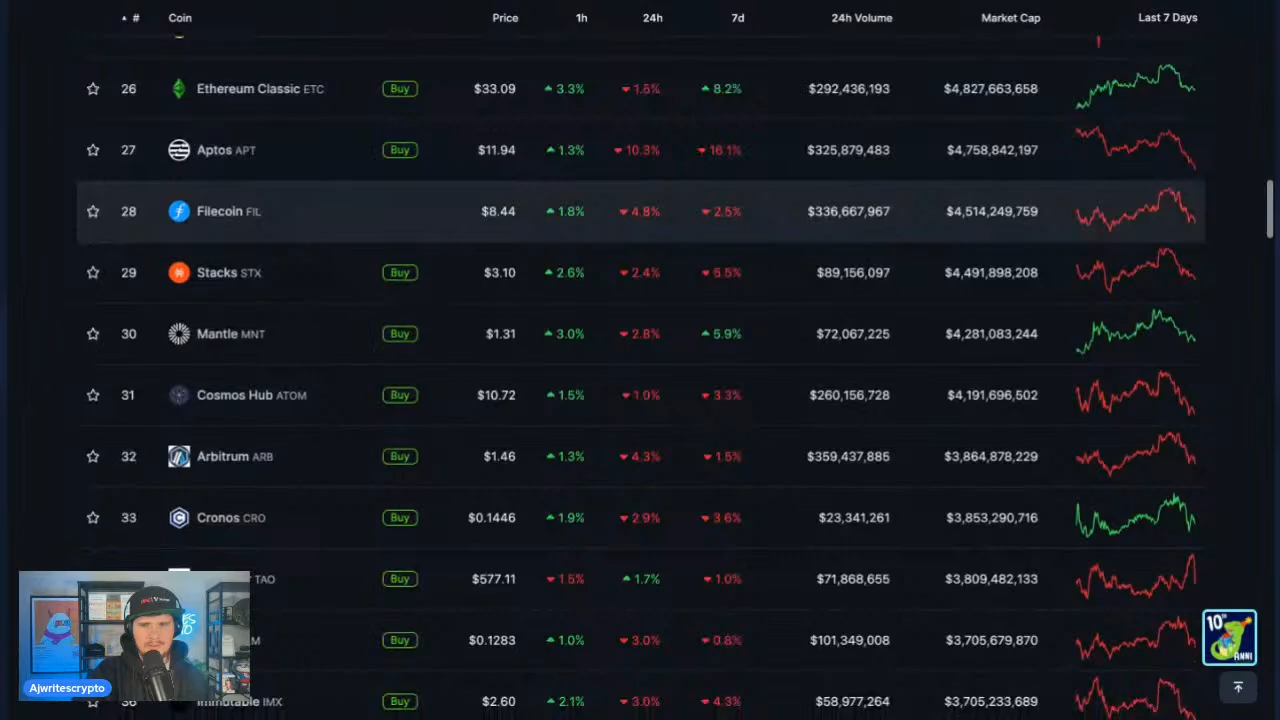 # Coin Price 1h 24h 7d 24h Volume Market Cap Last 7 Days
26 Ethereum Classic ETC Buy $33.09 3.3% 1.5% 8.2% $292,436,193 $4,827,663,658
27 Aptos APT Buy $11.94 1.3% 10.3% 16.1% $325,879,483 $4,758,842,197
28 Filecoin FIL $8.44 1.8% 4.8% 2.5% $336,667,967 $4,514,249,759
29 Stacks STX Buy $3.10 2.6% 2.4% 5.5% $89,156,097 $4,491,898,208
30 Mantle MNT Buy $1.31 3.0% 2.8% 5.9% $72,067,225 $4,281,083,244
31 Cosmos Hub ATOM Buy $10.72 1.5% 1.0% 3.3% $260,156,728 $4,191,696,502
32 Arbitrum ARB Buy $1.46 1.3% 4.3% 1.5% $359,437,885 $3,864,878,229
33 Cronos CRO Buy $0.1446 1.9% 2.9% 3.6% $23,341,261 $3,853,290,716
TAO Buy $577.11 1.5% 1.7% 1.0% $71,868,655 $3,809,482,133
Buy $0.1283 1.0% 3.0% 0.8% $101,349,008 $3,705,679,870
10th
ANNI
Ajwritescrypto
36 Immutable IMX Buy $2.60 2.1% 3.0% 4.3% $58,977,264 $3,705,233,689